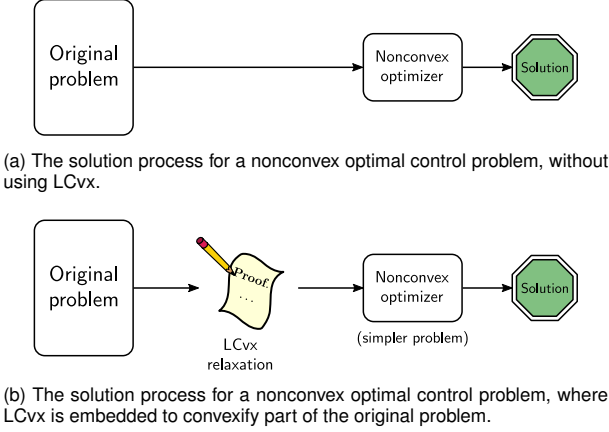 Original
problem
Nonconvex
optimizer
Solution
(a) The solution process for a nonconvex optimal control problem, without
using LCvx.
Original
problem
Proof.
...
LCvx
relaxation
Nonconvex
optimizer
(simpler problem)
Solution
(b) The solution process for a nonconvex optimal control problem, where
LCvx is embedded to convexify part of the original problem.